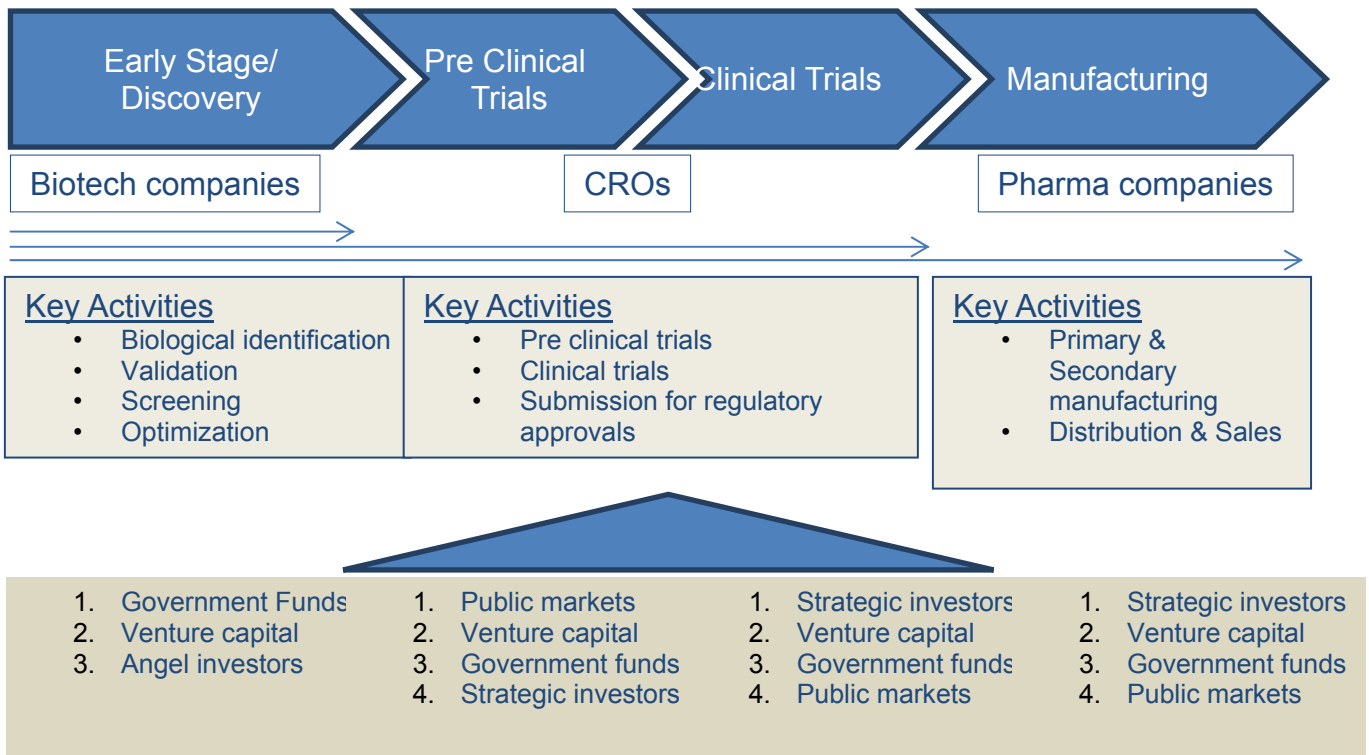 Early Stage/
Discovery
Pre Clinical
Trials
Clinical Trials
Manufacturing
Biotech companies
CROs
Pharma companies
Key Activities
• Biological identification
• Validation
• Screening
• Optimization
Key Activities
• Pre clinical trials
• Clinical trials
• Submission for regulatory
approvals
Key Activities
• Primary &
Secondary
manufacturing
• Distribution & Sales
1. Government Funds
2. Venture capital
3. Angel investors
1. Public markets
2. Venture capital
3. Government funds
4. Strategic investors
1. Strategic investors
2. Venture capital
3. Government funds
4. Public markets
1. Strategic investors
2. Venture capital
3. Government funds
4. Public markets